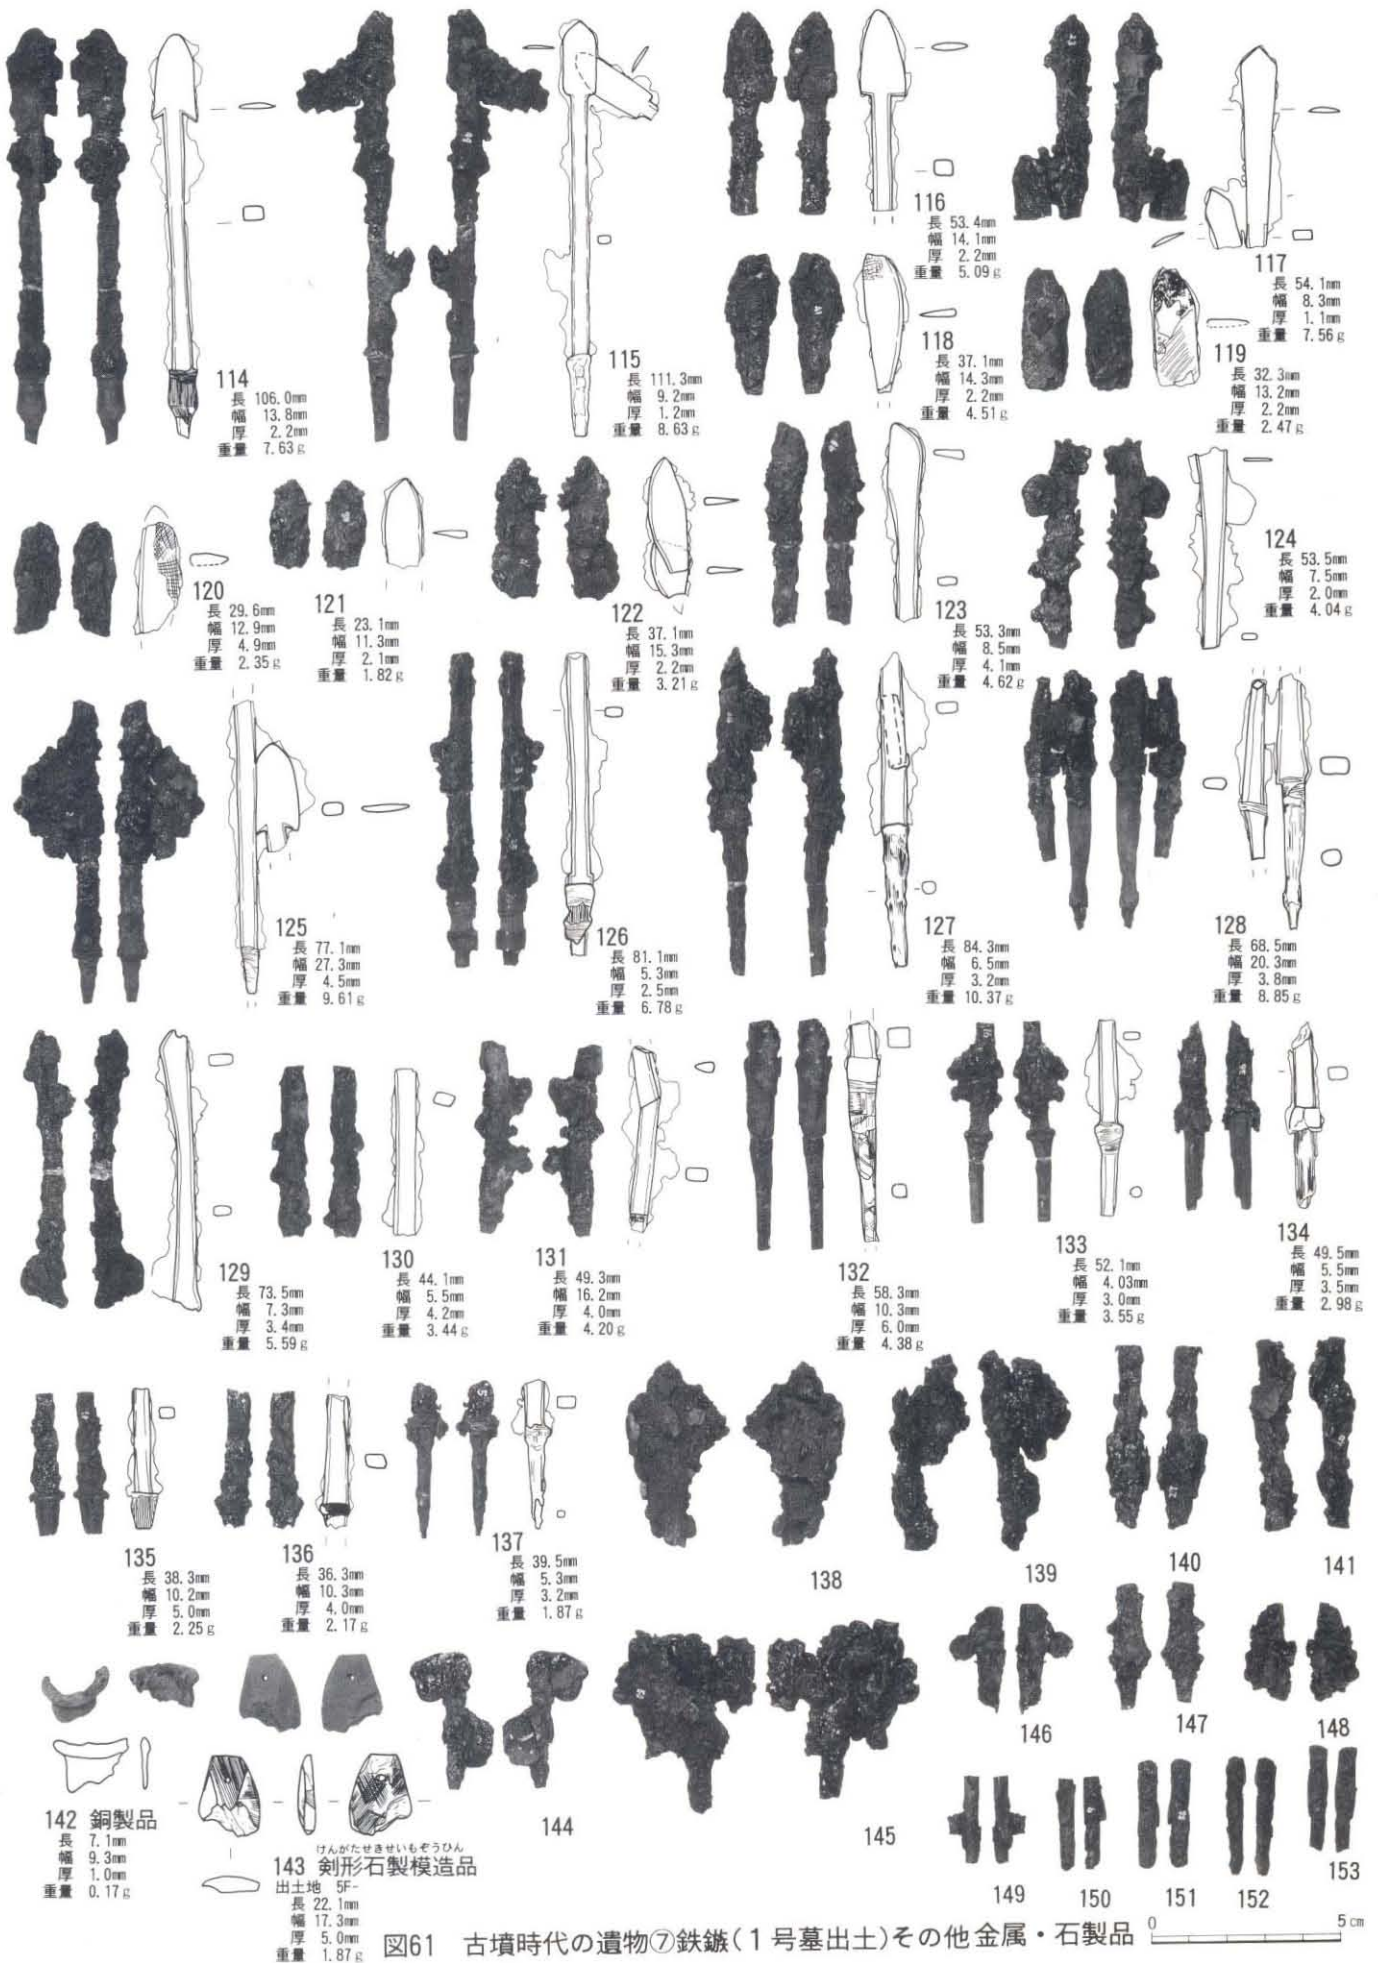 114
長 106.0mm
幅 13.8mm
厚 2.2mm
重量 7.63g
115
長 111.3mm
幅 9.2mm
厚 1.2mm
重量 8.63g
116
長 53.4mm
幅 14.1mm
厚 2.2mm
重量 5.09g
117
長 54.1mm
幅 8.3mm
厚 1.1mm
重量 7.56g
118
長 37.1mm
幅 14.3mm
厚 2.2mm
重量 4.51g
119
長 32.3mm
幅 13.2mm
厚 2.2mm
重量 2.47g
120
長 29.6mm
幅 12.9mm
厚 4.9mm
重量 2.35g
121
長 23.1mm
幅 11.3mm
厚 2.1mm
重量 1.82g
122
長 37.1mm
幅 15.3mm
厚 2.2mm
重量 3.21g
123
長 53.3mm
幅 8.5mm
厚 4.1mm
重量 4.62g
124
長 53.5mm
幅 7.5mm
厚 2.0mm
重量 4.04g
125
長 77.1mm
幅 27.3mm
厚 4.5mm
重量 9.61g
126
長 81.1mm
幅 5.3mm
厚 2.5mm
重量 6.78g
127
長 84.3mm
幅 6.5mm
厚 3.2mm
重量 10.37g
128
長 68.5mm
幅 20.3mm
厚 3.8mm
重量 8.85g
129
長 73.5mm
幅 7.3mm
厚 3.4mm
重量 5.59g
130
長 44.1mm
幅 5.5mm
厚 4.2mm
重量 3.44g
131
長 49.3mm
幅 16.2mm
厚 4.0mm
重量 4.20g
132
長 58.3mm
幅 10.3mm
厚 6.0mm
重量 4.38g
133
長 52.1mm
幅 4.03mm
厚 3.0mm
重量 3.55g
134
長 49.5mm
幅 5.5mm
厚 3.5mm
重量 2.98g
135
長 38.3mm
幅 10.2mm
厚 5.0mm
重量 2.25g
136
長 36.3mm
幅 10.3mm
厚 4.0mm
重量 2.17g
137
長 39.5mm
幅 5.3mm
厚 3.2mm
重量 1.87g
138
139
140
141
142 銅製品
長 7.1mm
幅 9.3mm
厚 1.0mm
重量 0.17g
けんがたせきせいもぞうひん
143 剣形石製模造品
出土地 5F-
長 22.1mm
幅 17.3mm
厚 5.0mm
重量 1.87g
144
145
146
147
148
149
150
151
152
153
図61 古墳時代の遺物⑦鉄鏃(1号墓出土)その他金属・石製品
0 5cm